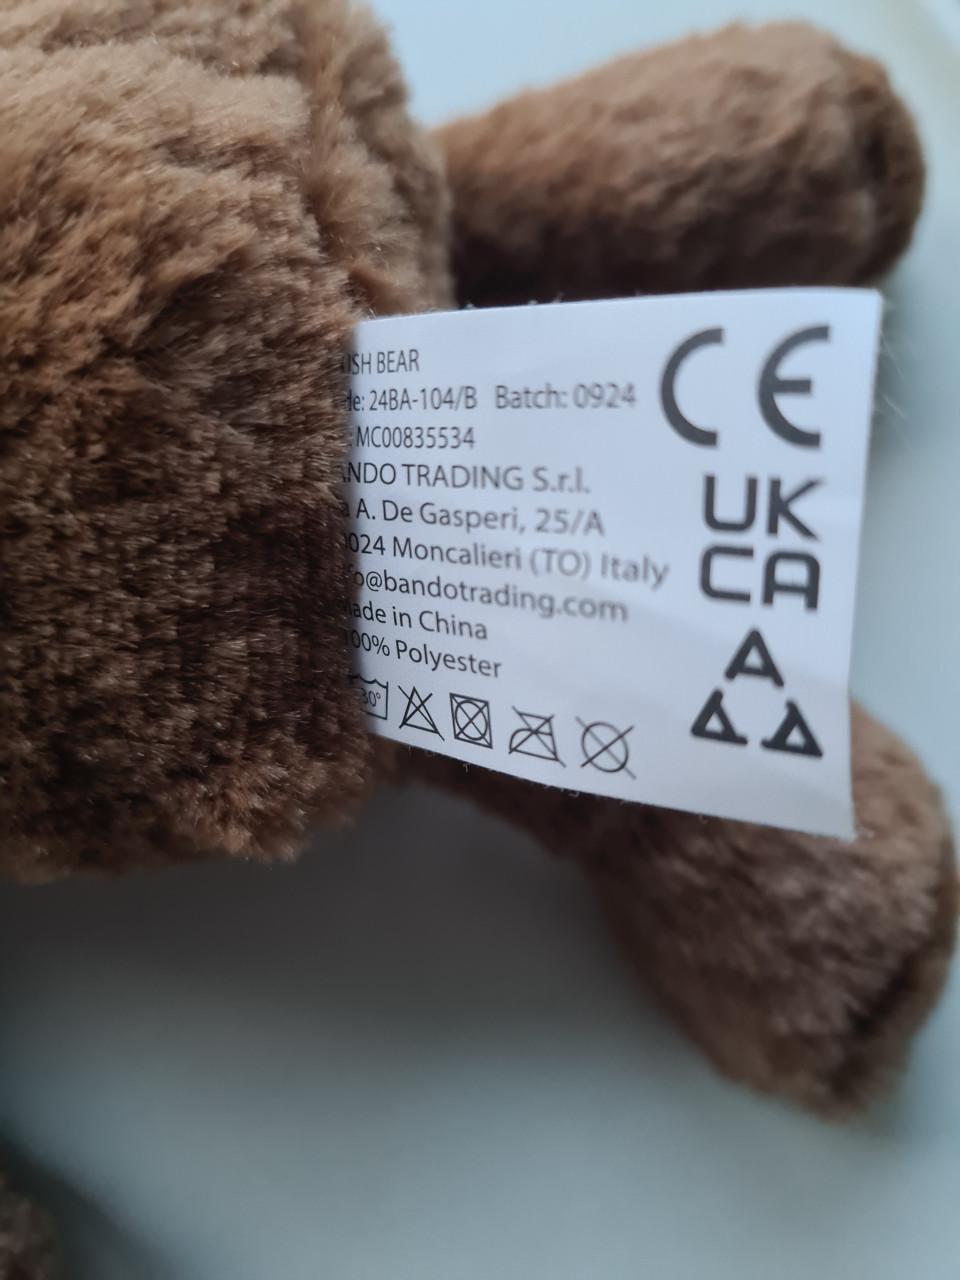 ISH BEAR
de: 24BA-104/B Batch: 0924
: MC00835534
ANDO TRADING S.r.l.
a A. De Gasperi, 25/A
024 Moncalieri (TO) Italy
fo@bandotrading.com
ade in China
100% Polyester
30°
CE
UK
CA